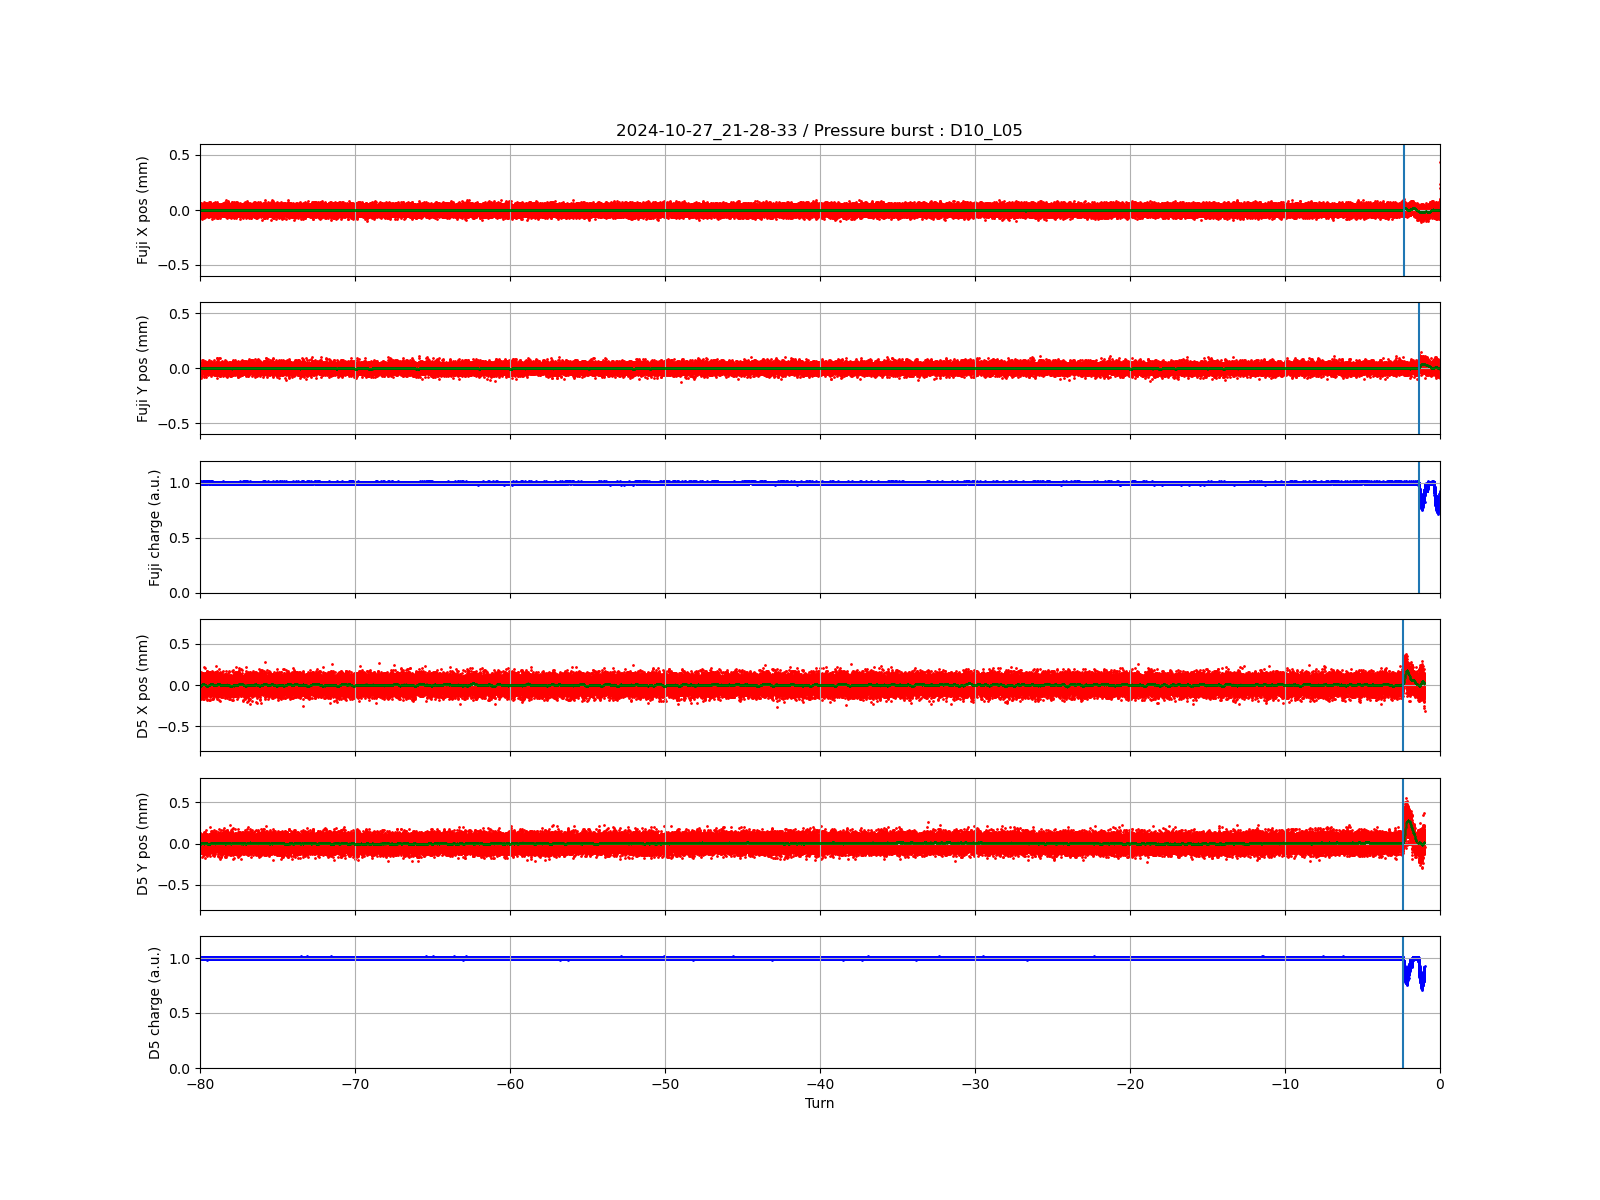 2024-10-27_21-28-33 / Pressure burst : D10_L05
0.5
0.0
−0.5
Fuji X pos (mm)
0.5
0.0
−0.5
Fuji Y pos (mm)
1.0
0.5
0.0
Fuji charge (a.u.)
0.5
0.0
−0.5
D5 X pos (mm)
0.5
0.0
−0.5
D5 Y pos (mm)
1.0
0.5
0.0
D5 charge (a.u.)
−80 −70 −60 −50 −40 −30 −20 −10 0
Turn